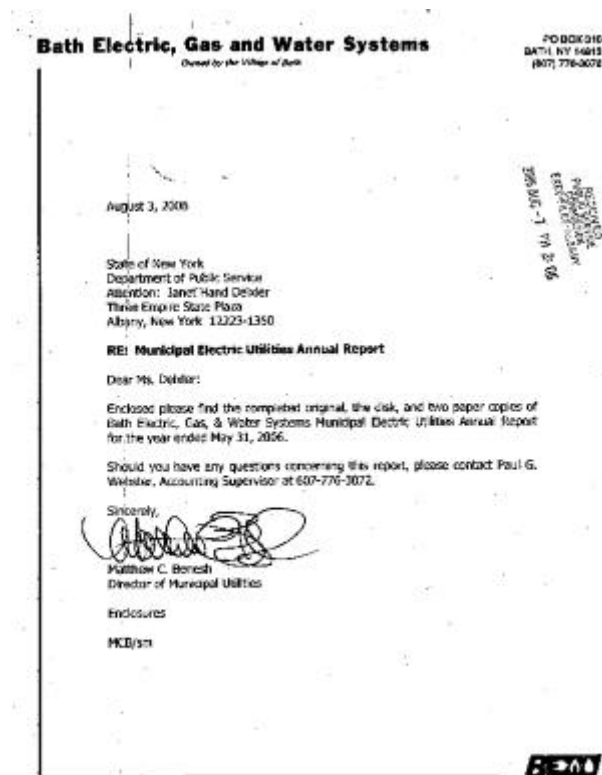 Bath Electric, Gas and Water Systems
Owned by the Village of Bath
PO BOX 310
BATH, NY 14810
(607) 776-3072
August 3, 2006
State of New York
Department of Public Service
Attention: Janet Hand Deixler
Three Empire State Plaza
Albany, New York 12223-1350
RE: Municipal Electric Utilities Annual Report
Dear Ms. Deixler:
Enclosed please find the completed original, the disk, and two paper copies of
Bath Electric, Gas, & Water Systems Municipal Electric Utilities Annual Report
for the year ended May 31, 2006.
Should you have any questions concerning this report, please contact Paul G.
Webster, Accounting Supervisor at 607-776-3072.
Sincerely,
Matthew C. Benesh
Director of Municipal Utilities
Enclosures
MCB/sm